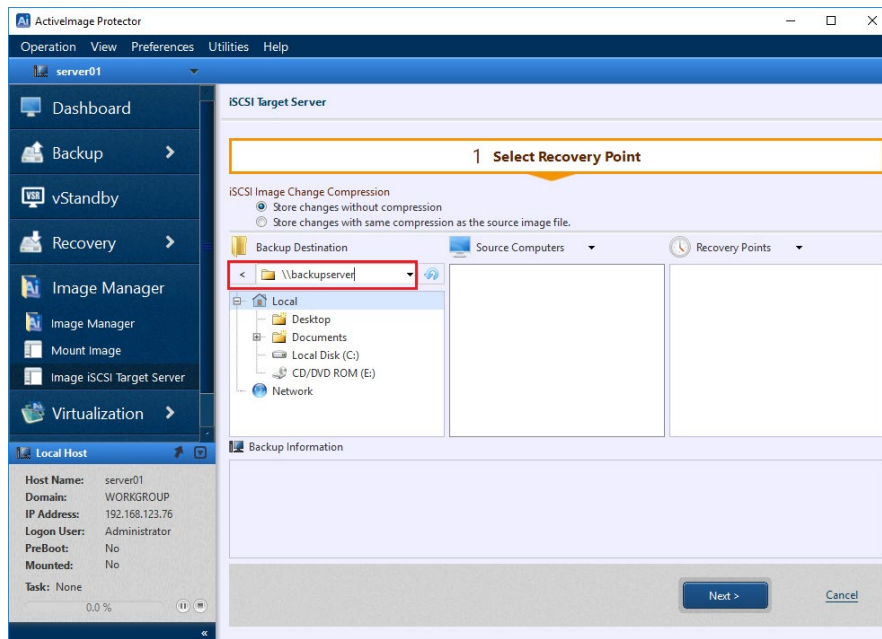 ActiveImage Protector
Operation View Preferences Utilities Help
server01
Dashboard
Backup
vStandby
Recovery
Image Manager
Image Manager
Mount Image
Image iSCSI Target Server
Virtualization
Local Host
Host Name: server01
Domain: WORKGROUP
IP Address: 192.168.123.76
Logon User: Administrator
PreBoot: No
Mounted: No
Task: None
0.0 %
iSCSI Target Server
1 Select Recovery Point
iSCSI Image Change Compression
Store changes without compression
Store changes with same compression as the source image file.
Backup Destination Source Computers Recovery Points
< \\backupserver
Local
Desktop
Documents
Local Disk (C:)
CD/DVD ROM (E:)
Network
Backup Information
Next > Cancel